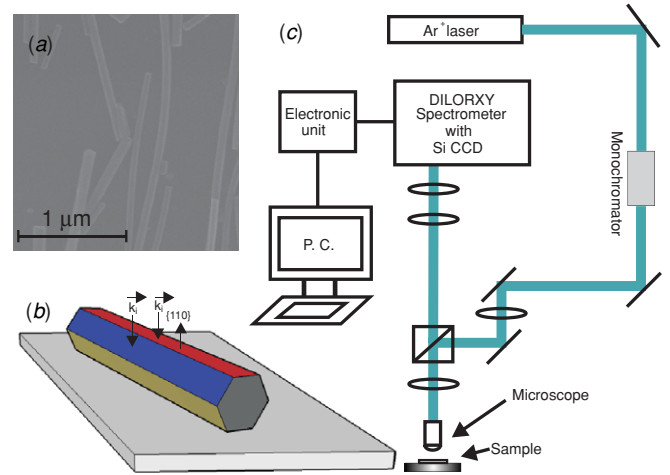 (a)
1 μm
(b)
k_i
k_i
{110}
(c)
Ar⁺ laser
DILORXY
Spectrometer
with
Si CCD
Electronic
unit
P. C.
Monochromator
Microscope
Sample